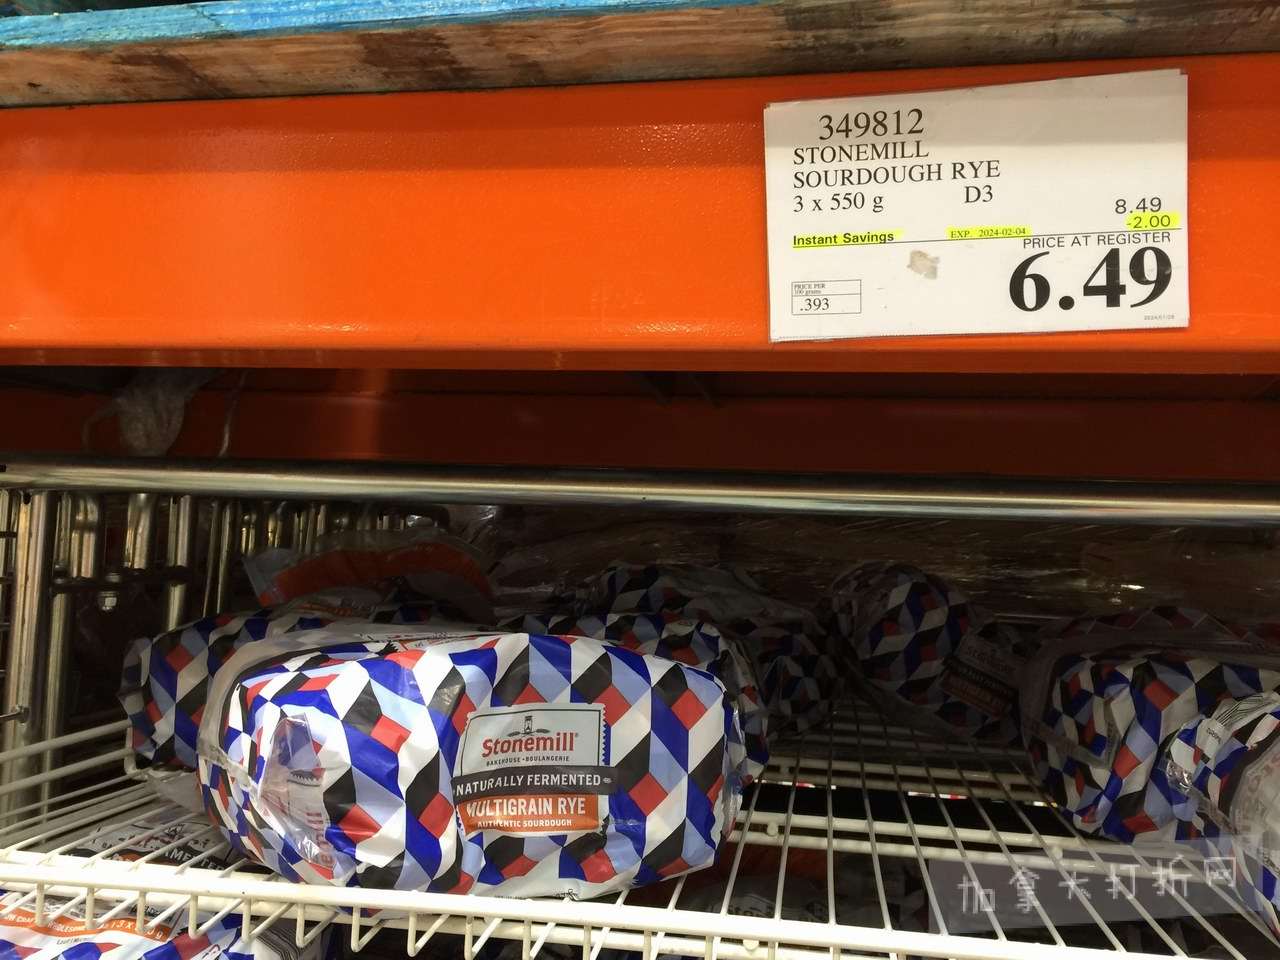 349812
STONEMILL
SOURDOUGH RYE
3 x 550 g D3
8.49
-2.00
Instant Savings EXP. 2024-02-04
PRICE AT REGISTER
6.49
PRICE PER
100 grams
.393
Stonemill
BAKEHOUSE • BOULANGERIE
NATURALLY FERMENTED
MULTIGRAIN RYE
AUTHENTIC SOURDOUGH
Stonemill
加拿大打折网